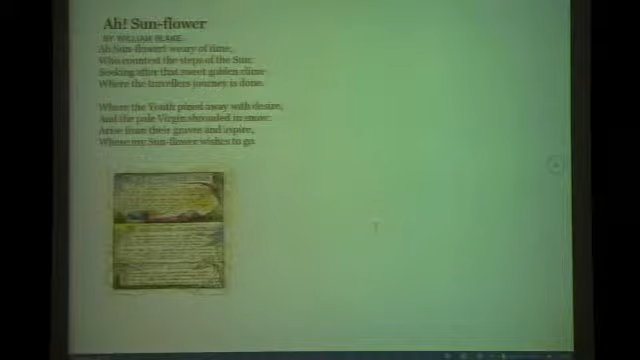 Ah! Sun-flower
BY WILLIAM BLAKE
Ah Sun-flower! weary of time,
Who countest the steps of the Sun:
Seeking after that sweet golden clime
Where the travellers journey is done.
Where the Youth pined away with desire,
And the pale Virgin shrouded in snow:
Arise from their graves and aspire,
Where my Sun-flower wishes to go.